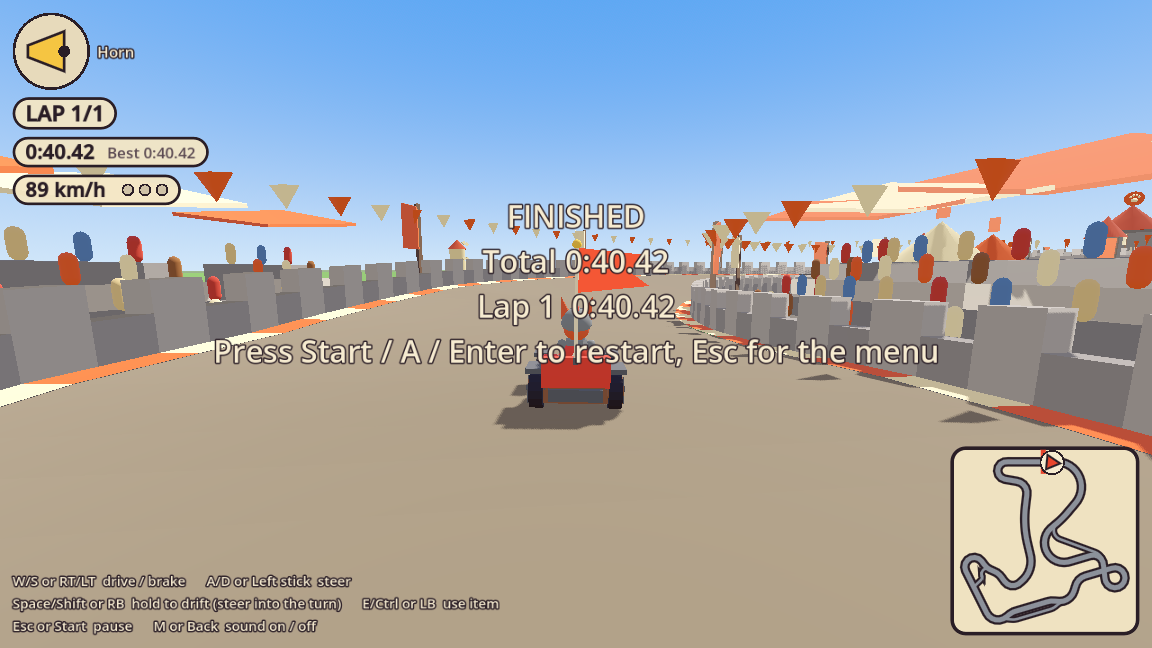 Horn
LAP 1/1
0:40.42 Best 0:40.42
89 km/h
FINISHED
Total 0:40.42
Lap 1 0:40.42
Press Start / A / Enter to restart, Esc for the menu
W/S or RT/LT drive / brake A/D or Left stick steer
Space/Shift or RB hold to drift (steer into the turn) E/Ctrl or LB use item
Esc or Start pause M or Back sound on / off